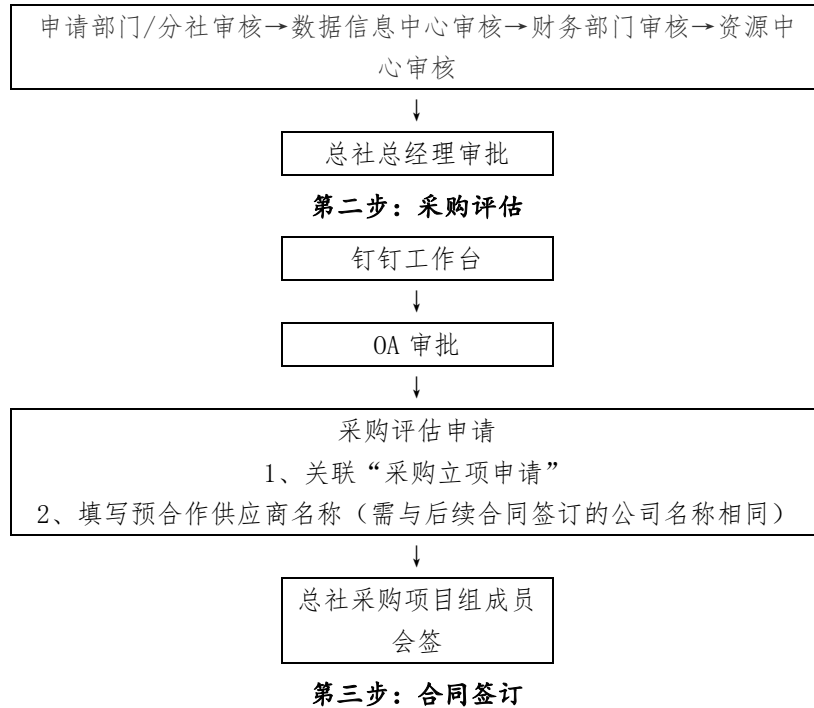 申请部门/分社审核→数据信息中心审核→财务部门审核→资源中
心审核
↓
总社总经理审批
第二步：采购评估
钉钉工作台
↓
OA 审批
↓
采购评估申请
1、关联“采购立项申请”
2、填写预合作供应商名称（需与后续合同签订的公司名称相同）
↓
总社采购项目组成员
会签
第三步：合同签订